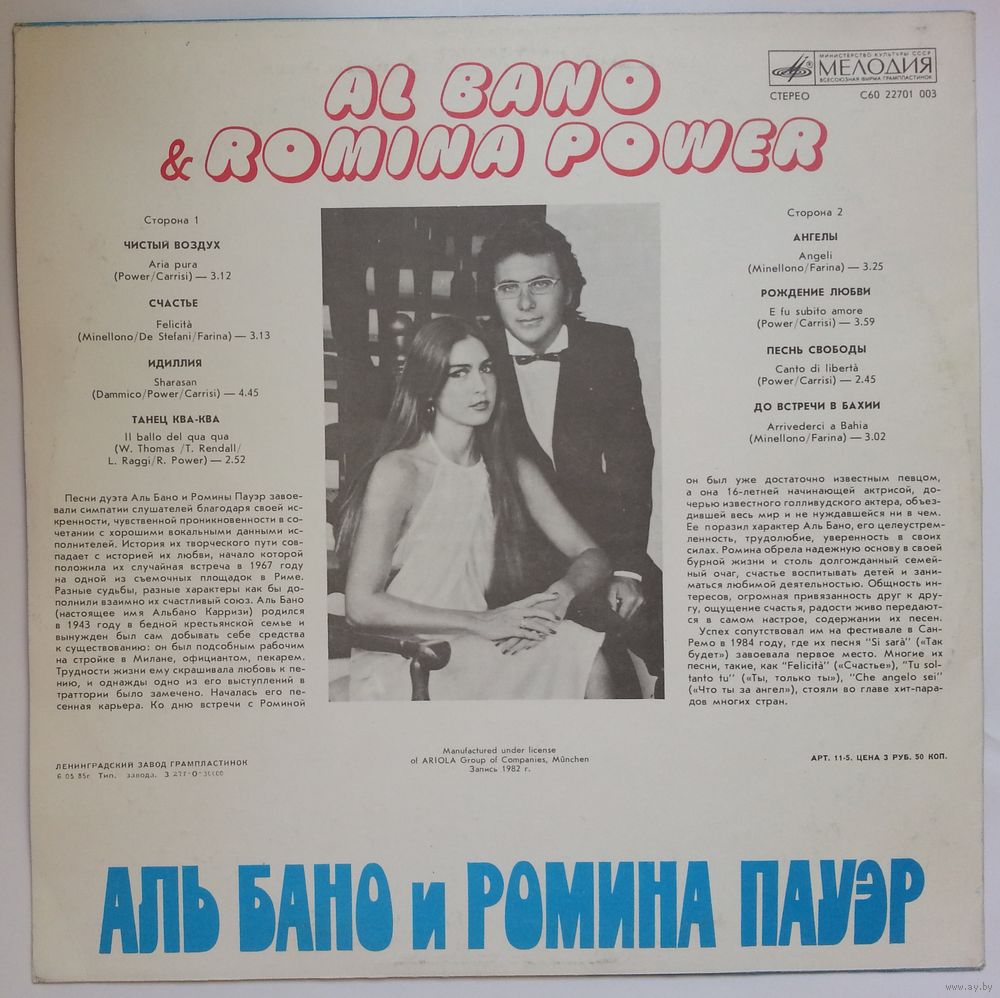 AL BANO
& ROMINA POWER
МИНИСТЕРСТВО КУЛЬТУРЫ СССР
МЕЛОДИЯ
ВСЕСОЮЗНАЯ ФИРМА ГРАМПЛАСТИНОК
СТЕРЕО С60 22701 003
Сторона 1
ЧИСТЫЙ ВОЗДУХ
Aria pura
(Power/Carrisi) — 3.12
СЧАСТЬЕ
Felicità
(Minellono/De Stefani/Farina) — 3.13
ИДИЛЛИЯ
Sharasan
(Dammico/Power/Carrisi) — 4.45
ТАНЕЦ КВА-КВА
Il ballo del qua qua
(W. Thomas /T. Rendall/
L. Raggi/R. Power) — 2.52
Сторона 2
АНГЕЛЫ
Angeli
(Minellono/Farina) — 3.25
РОЖДЕНИЕ ЛЮБВИ
E fu subito amore
(Power/Carrisi) — 3.59
ПЕСНЬ СВОБОДЫ
Canto di libertà
(Power/Carrisi) — 2.45
ДО ВСТРЕЧИ В БАХИИ
Arrivederci a Bahia
(Minellono/Farina) — 3.02
Песни дуэта Аль Бано и Ромины Пауэр завое-
вали симпатии слушателей благодаря своей ис-
кренности, чувственной проникновенности в со-
четании с хорошими вокальными данными ис-
полнителей. История их творческого пути сов-
падает с историей их любви, начало которой
положила их случайная встреча в 1967 году
на одной из съемочных площадок в Риме.
Разные судьбы, разные характеры как бы до-
полнили взаимно их счастливый союз. Аль Бано
(настоящее имя Альбано Карризи) родился
в 1943 году в бедной крестьянской семье и
вынужден был сам добывать себе средства
к существованию: он был подсобным рабочим
на стройке в Милане, официантом, пекарем.
Трудности жизни ему скрашивала любовь к пе-
нию, и однажды одно из его выступлений в
траттории было замечено. Началась его пе-
сенная карьера. Ко дню встречи с Роминой
он был уже достаточно известным певцом,
а она 16-летней начинающей актрисой, до-
черью известного голливудского актера, объез-
дившей весь мир и не нуждавшейся ни в чем.
Ее поразил характер Аль Бано, его целеустрем-
ленность, трудолюбие, уверенность в своих
силах. Ромина обрела надежную основу в своей
бурной жизни и столь долгожданный семей-
ный очаг, счастье воспитывать детей и зани-
маться любимой деятельностью. Общность ин-
тересов, огромная привязанность друг к дру-
гу, ощущение счастья, радости живо передают-
ся в самом настрое, содержании их песен.
Успех сопутствовал им на фестивале в Сан-
Ремо в 1984 году, где их песня "Si sarà" («Так
будет») завоевала первое место. Многие их
песни, такие, как "Felicità" («Счастье»), "Tu sol-
tanto tu" («Ты, только ты»), "Che angelo sei"
(«Что ты за ангел»), стояли во главе хит-пара-
дов многих стран.
ЛЕНИНГРАДСКИЙ ЗАВОД ГРАМПЛАСТИНОК
6.05.85г. Тип. завода. З
Manufactured under license
of ARIOLA Group of Companies, München
Запись 1982 г.
АРТ. 11-5. ЦЕНА 3 РУБ. 50 КОП.
АЛЬ БАНО и РОМИНА ПАУЭР
www.ay.by